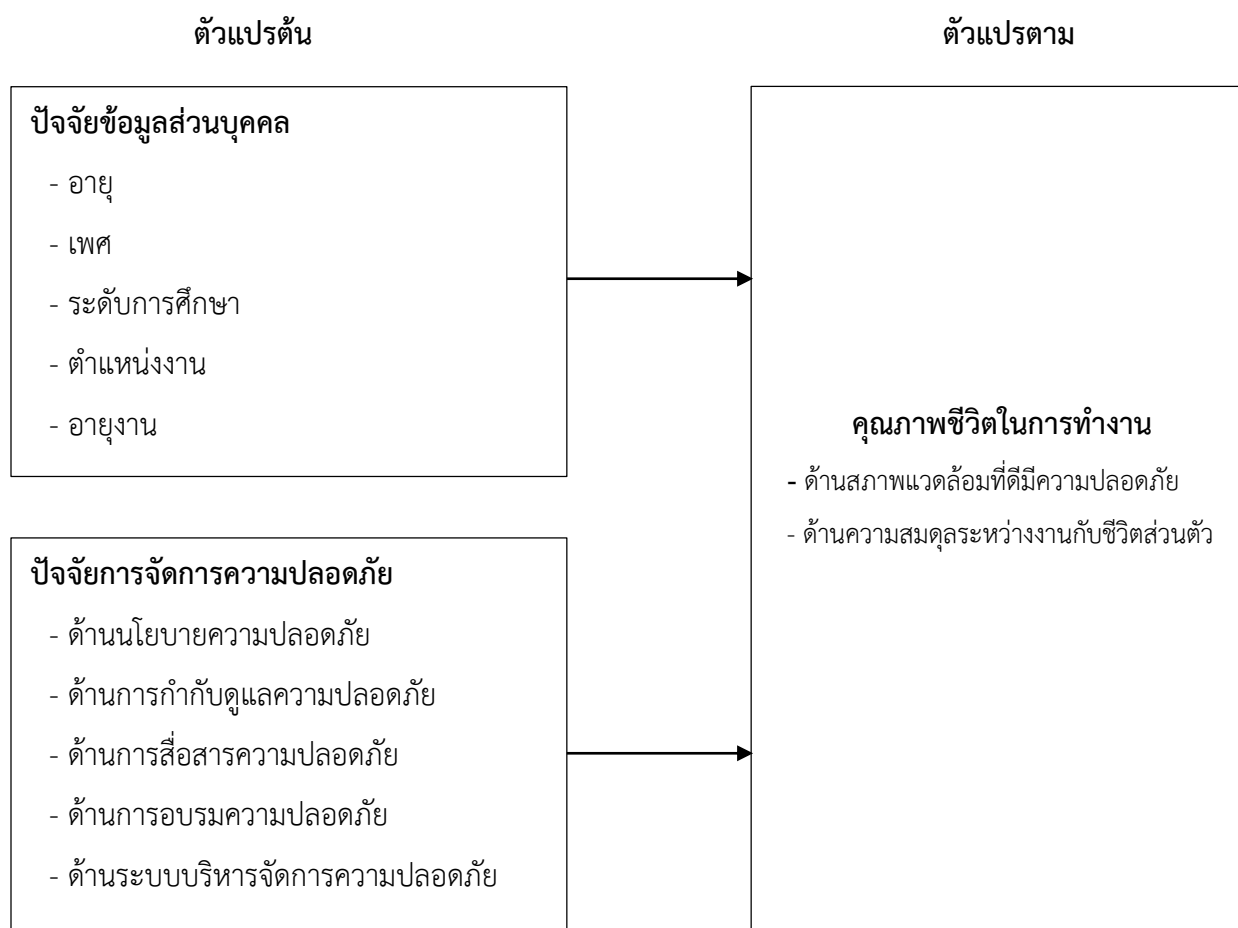 ตัวแปรต้น
ตัวแปรตาม
ปัจจัยข้อมูลส่วนบุคคล
- อายุ
- เพศ
- ระดับการศึกษา
- ตำแหน่งงาน
- อายุงาน
ปัจจัยการจัดการความปลอดภัย
- ด้านนโยบายความปลอดภัย
- ด้านการกำกับดูแลความปลอดภัย
- ด้านการสื่อสารความปลอดภัย
- ด้านการอบรมความปลอดภัย
- ด้านระบบบริหารจัดการความปลอดภัย
คุณภาพชีวิตในการทำงาน
- ด้านสภาพแวดล้อมที่ดีมีความปลอดภัย
- ด้านความสมดุลระหว่างงานกับชีวิตส่วนตัว